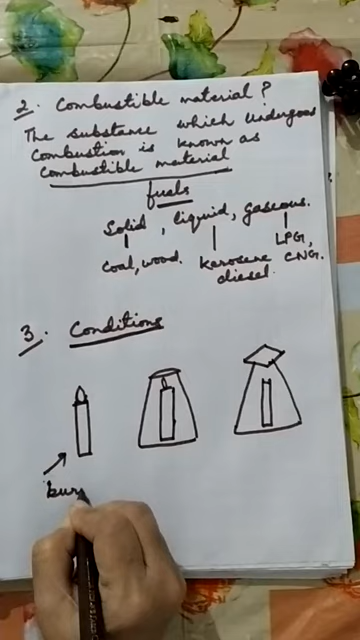 2. Combustible material?
The substance which undergoes
Combustion is known as
Combustible material
fuels
Solid, liquid, gaseous.
coal, wood. kerosene LPG,
diesel. CNG.
3. Conditions
bur